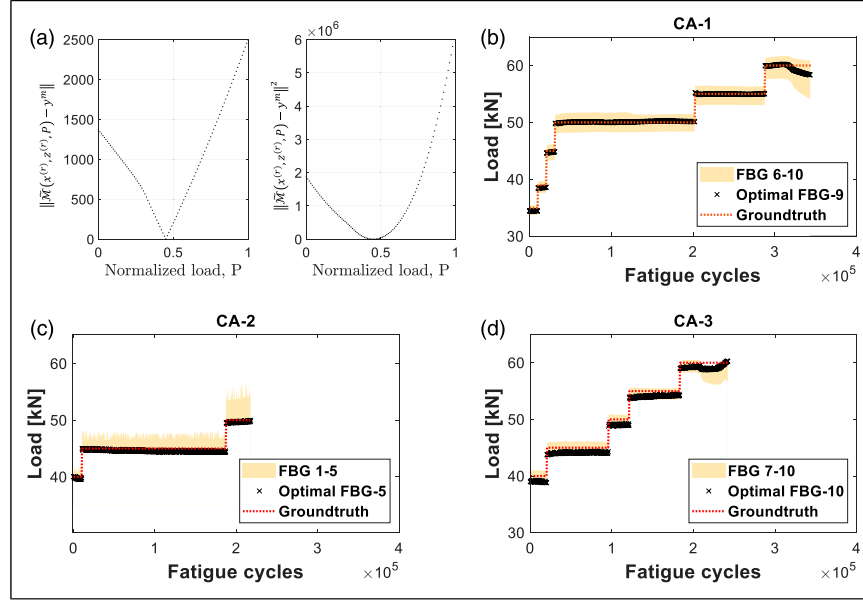 (a)
2500
2000
1500
1000
500
0
0
0.5
1
‖M̄(x^(r), z^(r), P) − y^m‖
Normalized load, P
×10^6
6
5
4
3
2
1
0
0
0.5
1
‖M̄(x^(r), z^(r), P) − y^m‖^2
Normalized load, P
(b)
CA-1
60
50
40
30
Load [kN]
FBG 6-10
Optimal FBG-9
Groundtruth
0
1
2
3
4
Fatigue cycles
×10^5
(c)
CA-2
60
50
40
Load [kN]
FBG 1-5
Optimal FBG-5
Groundtruth
0
1
2
3
4
Fatigue cycles
×10^5
(d)
CA-3
60
50
40
30
Load [kN]
FBG 7-10
Optimal FBG-10
Groundtruth
0
1
2
3
4
Fatigue cycles
×10^5